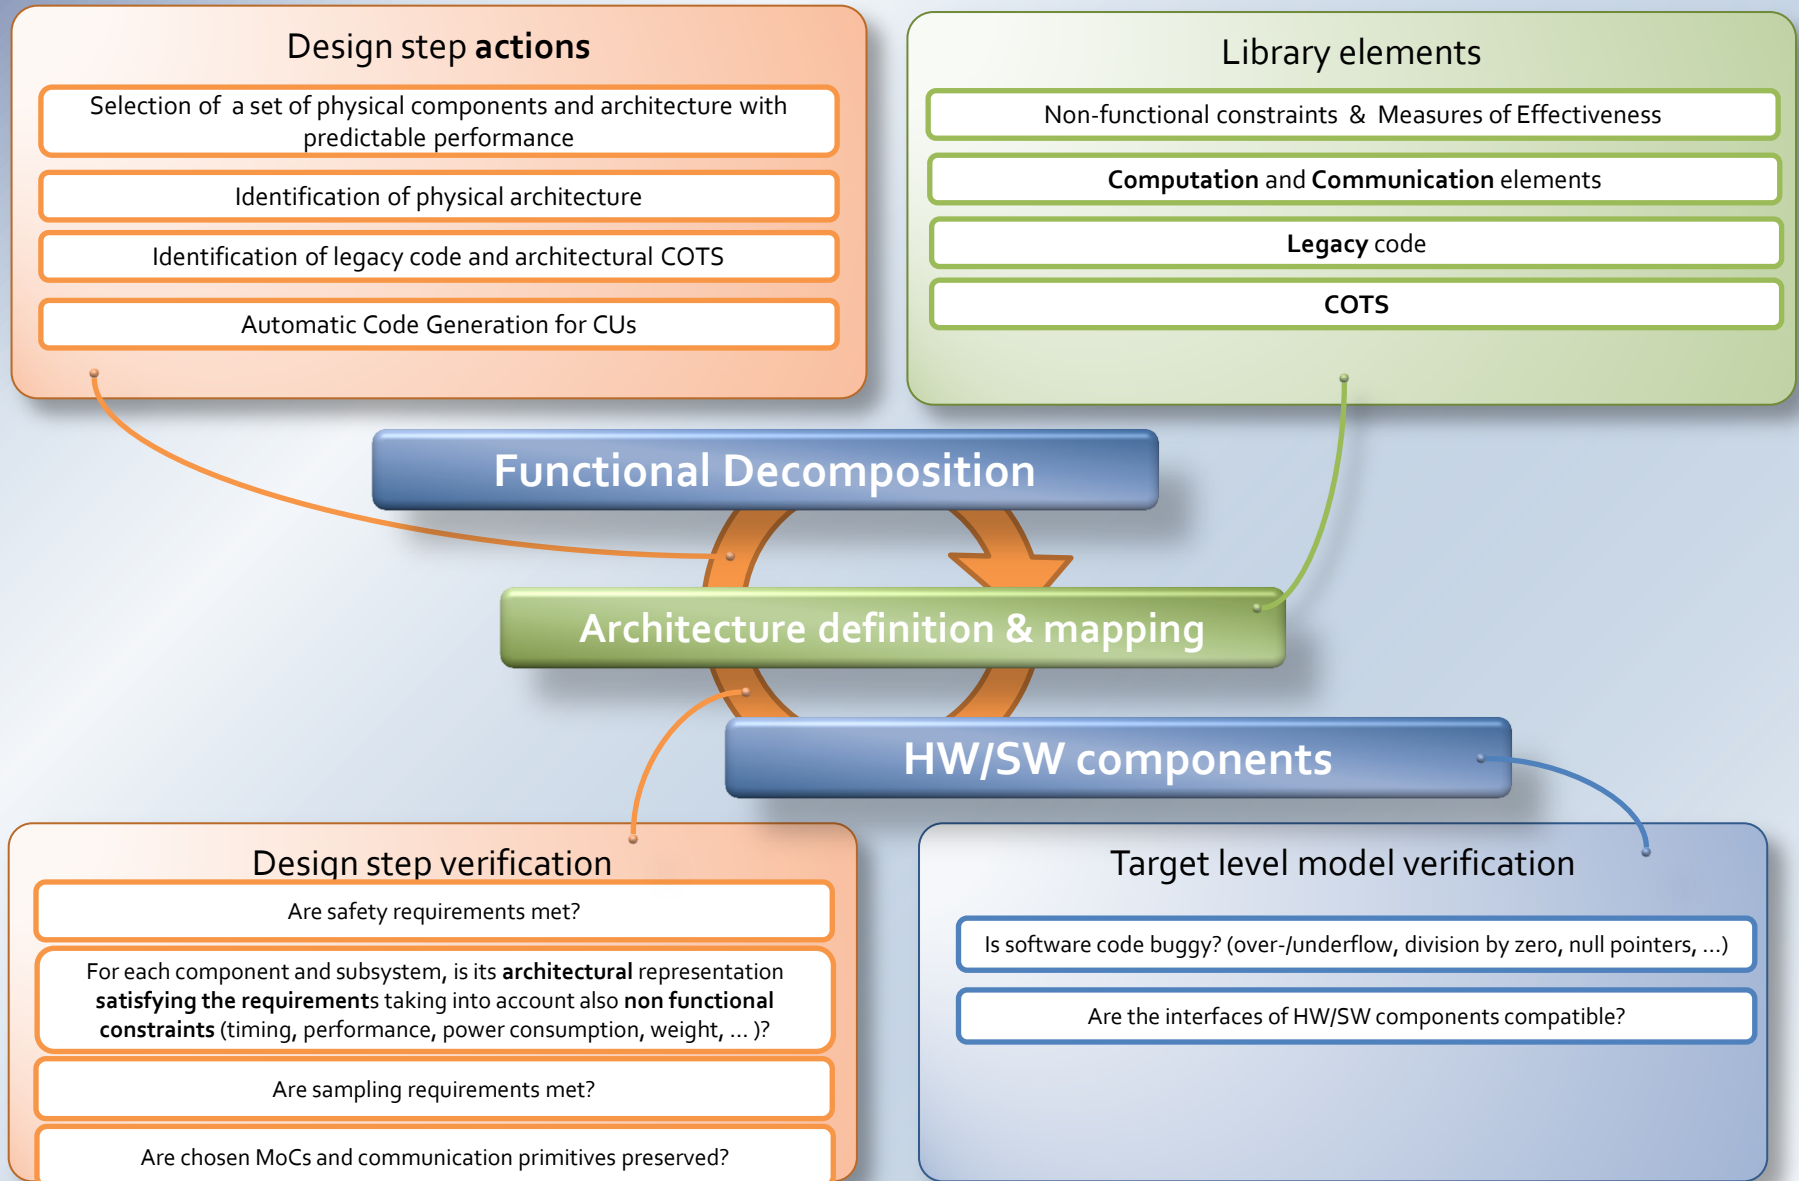 Design step actions
Selection of a set of physical components and architecture with
predictable performance
Identification of physical architecture
Identification of legacy code and architectural COTS
Automatic Code Generation for CUs
Library elements
Non-functional constraints & Measures of Effectiveness
Computation and Communication elements
Legacy code
COTS
Functional Decomposition
Architecture definition & mapping
HW/SW components
Design step verification
Are safety requirements met?
For each component and subsystem, is its architectural representation
satisfying the requirements taking into account also non functional
constraints (timing, performance, power consumption, weight, ... )?
Are sampling requirements met?
Are chosen MoCs and communication primitives preserved?
Target level model verification
Is software code buggy? (over-/underflow, division by zero, null pointers, ...)
Are the interfaces of HW/SW components compatible?